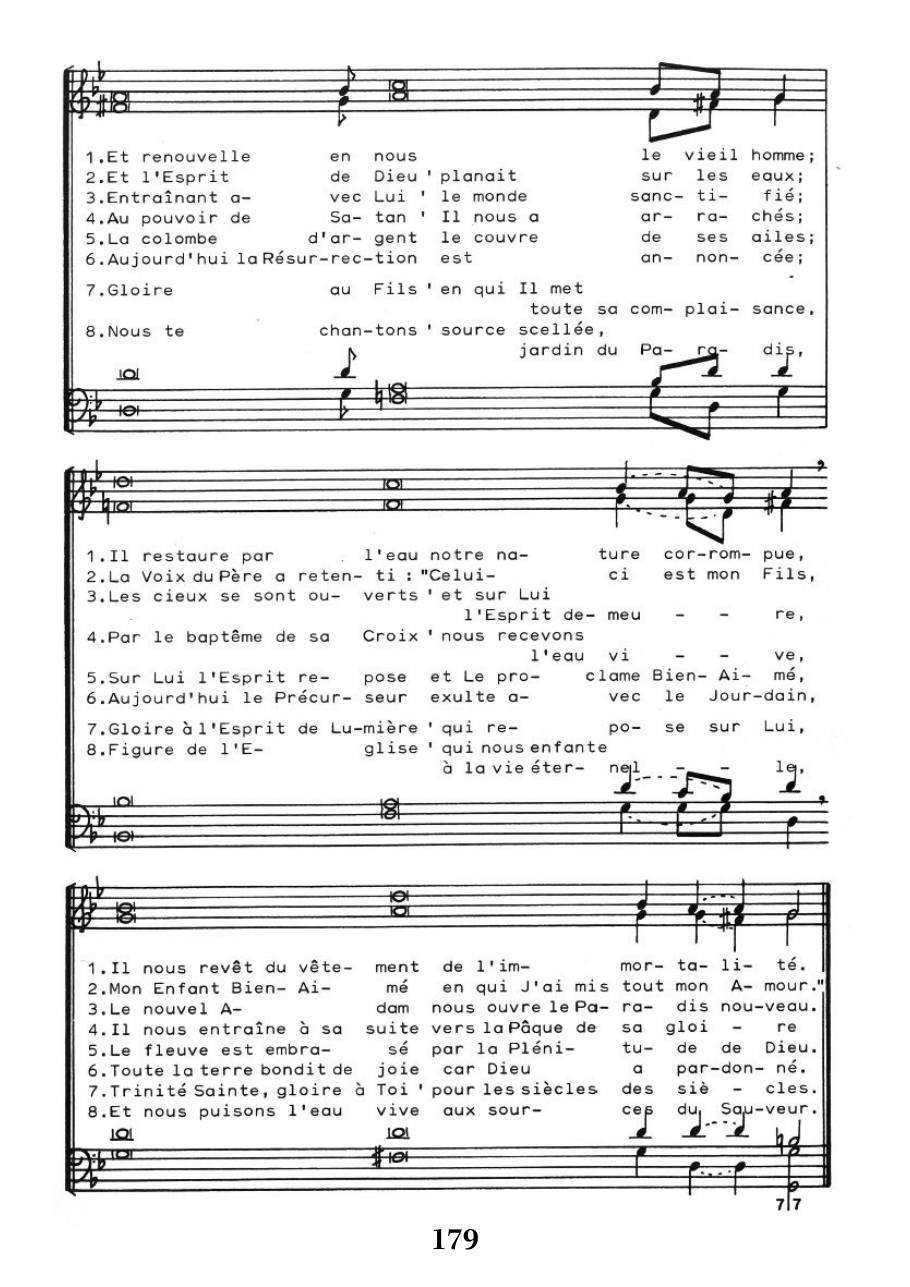 1.Et renouvelle en nous le vieil homme;
2.Et l'Esprit de Dieu ' planait sur les eaux;
3.Entraînant a- vec Lui ' le monde sanc- ti- fié;
4.Au pouvoir de Sa- tan ' Il nous a ar- ra- chés;
5.La colombe d'ar- gent le couvre de ses ailes;
6.Aujourd'hui la Résur-rec-tion est an- non- cée;
7.Gloire au Fils ' en qui Il met
toute sa com- plai- sance,
8.Nous te chan-tons ' source scellée,
jardin du Pa- ra- dis,
1.Il restaure par l'eau notre na- ture cor-rom- pue,
2.La Voix du Père a reten- ti : "Celui- ci est mon Fils,
3.Les cieux se sont ou- verts ' et sur Lui
l'Esprit de- meu - - re,
4.Par le baptême de sa Croix ' nous recevons
l'eau vi - - ve,
5.Sur Lui l'Esprit re- pose et Le pro- clame Bien- Ai- mé,
6.Aujourd'hui le Précur- seur exulte a- vec le Jour-dain,
7.Gloire à l'Esprit de Lu-mière ' qui re- po- se sur Lui,
8.Figure de l'E- glise ' qui nous enfante
à la vie éter- nel - - le,
1.Il nous revêt du vête- ment de l'im- mor- ta- li- té.
2.Mon Enfant Bien- Ai- mé en qui J'ai mis tout mon A- mour."
3.Le nouvel A- dam nous ouvre le Pa- ra- dis nou-veau.
4.Il nous entraîne à sa suite vers la Pâque de sa gloi - re
5.Le fleuve est embra- sé par la Pléni- tu- de de Dieu.
6.Toute la terre bondit de joie car Dieu a par-don- né.
7.Trinité Sainte, gloire à Toi ' pour les siècles des siè - cles.
8.Et nous puisons l'eau vive aux sour- ces du Sau-veur.
77
179